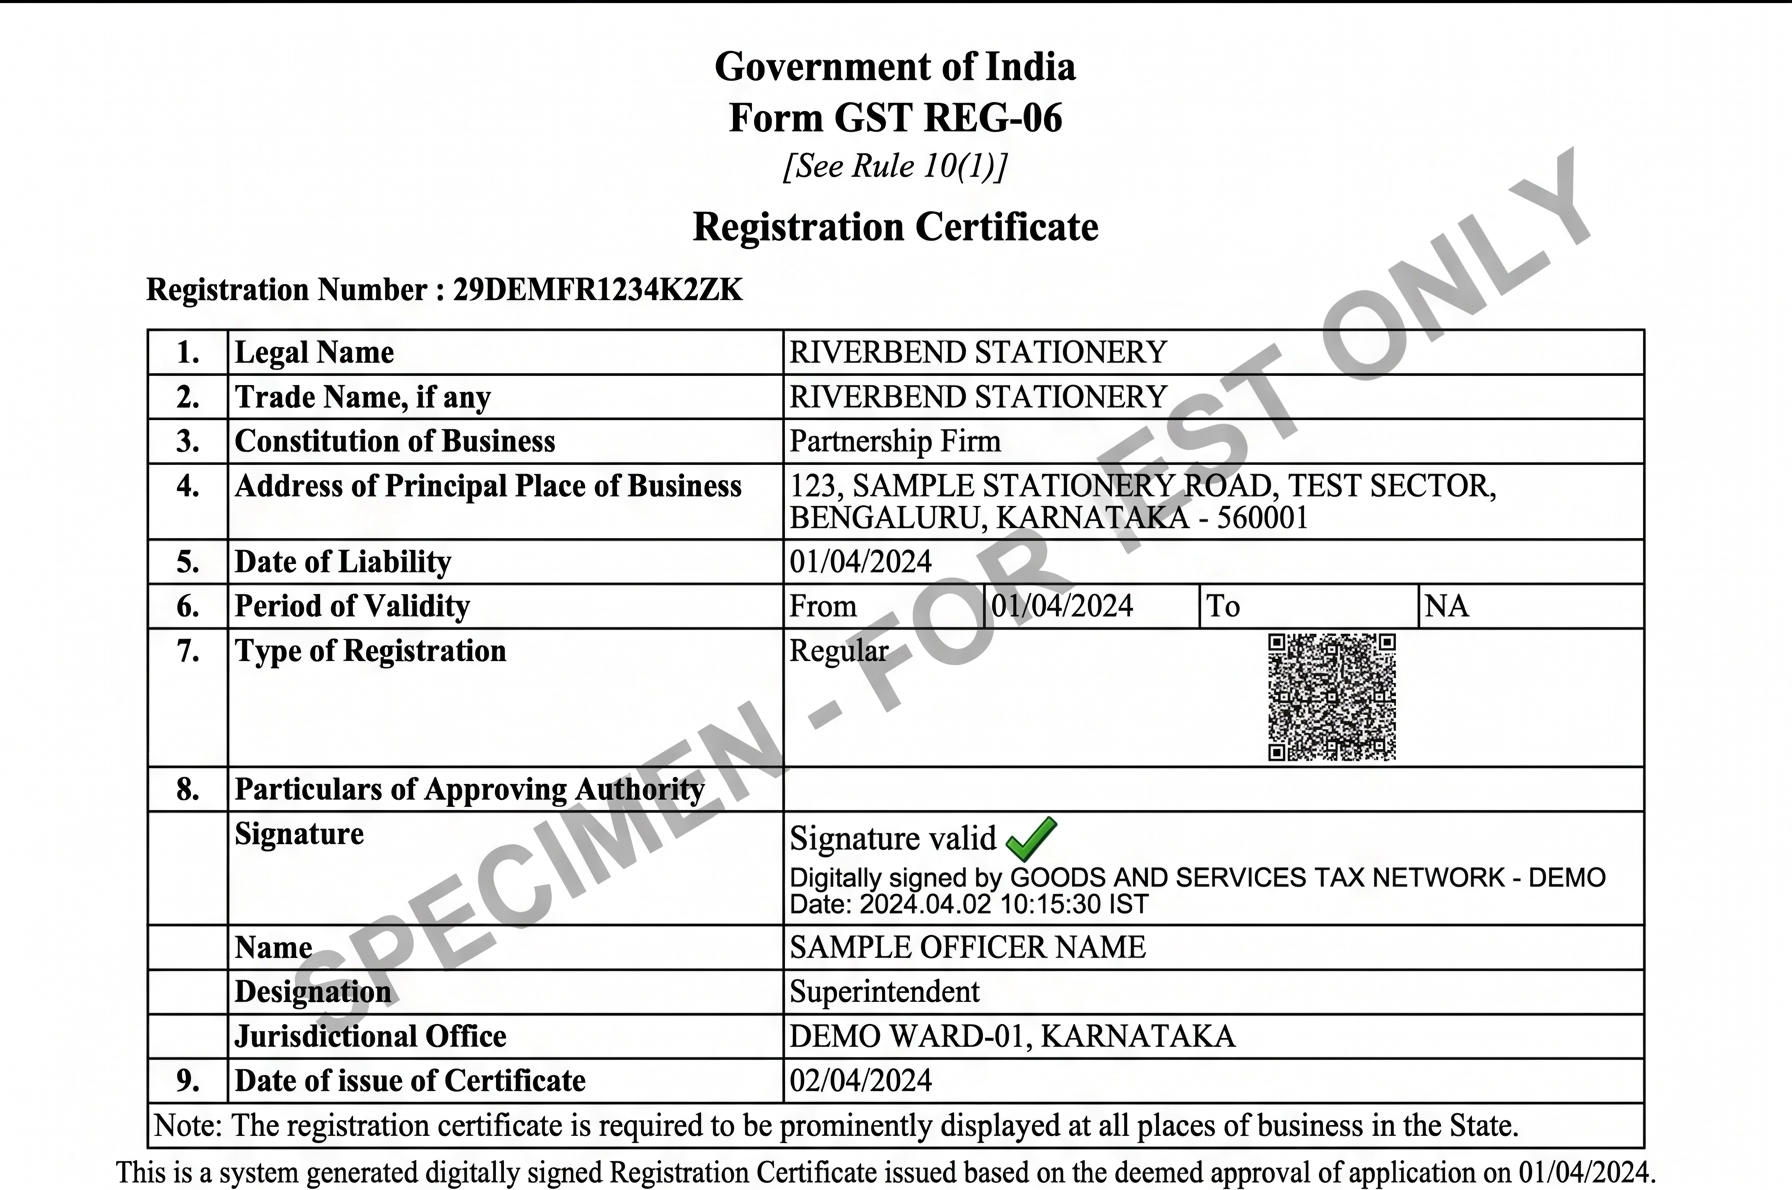 Government of India
Form GST REG-06
[See Rule 10(1)]
Registration Certificate
Registration Number : 29DEMFR1234K2ZK
1. Legal Name RIVERBEND STATIONERY
2. Trade Name, if any RIVERBEND STATIONERY
3. Constitution of Business Partnership Firm
4. Address of Principal Place of Business 123, SAMPLE STATIONERY ROAD, TEST SECTOR,
BENGALURU, KARNATAKA - 560001
5. Date of Liability 01/04/2024
6. Period of Validity From 01/04/2024 To NA
7. Type of Registration Regular
8. Particulars of Approving Authority
Signature Signature valid
Digitally signed by GOODS AND SERVICES TAX NETWORK - DEMO
Date: 2024.04.02 10:15:30 IST
Name SAMPLE OFFICER NAME
Designation Superintendent
Jurisdictional Office DEMO WARD-01, KARNATAKA
9. Date of issue of Certificate 02/04/2024
Note: The registration certificate is required to be prominently displayed at all places of business in the State.
This is a system generated digitally signed Registration Certificate issued based on the deemed approval of application on 01/04/2024.
SPECIMEN - FOR TEST ONLY